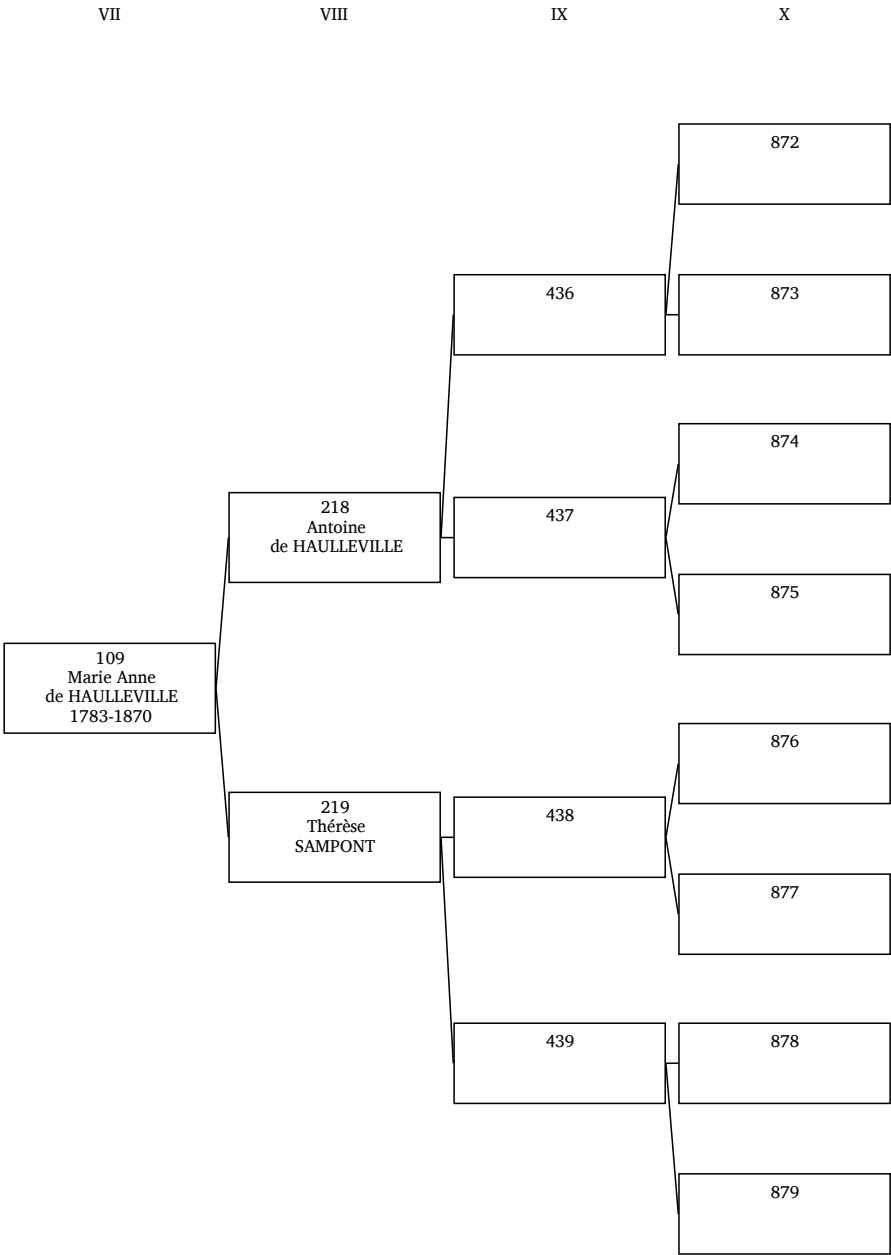 VII
VIII
IX
X
872
436
873
874
218
Antoine
de HAULLEVILLE
437
875
109
Marie Anne
de HAULLEVILLE
1783-1870
876
219
Thérèse
SAMPONT
438
877
439
878
879